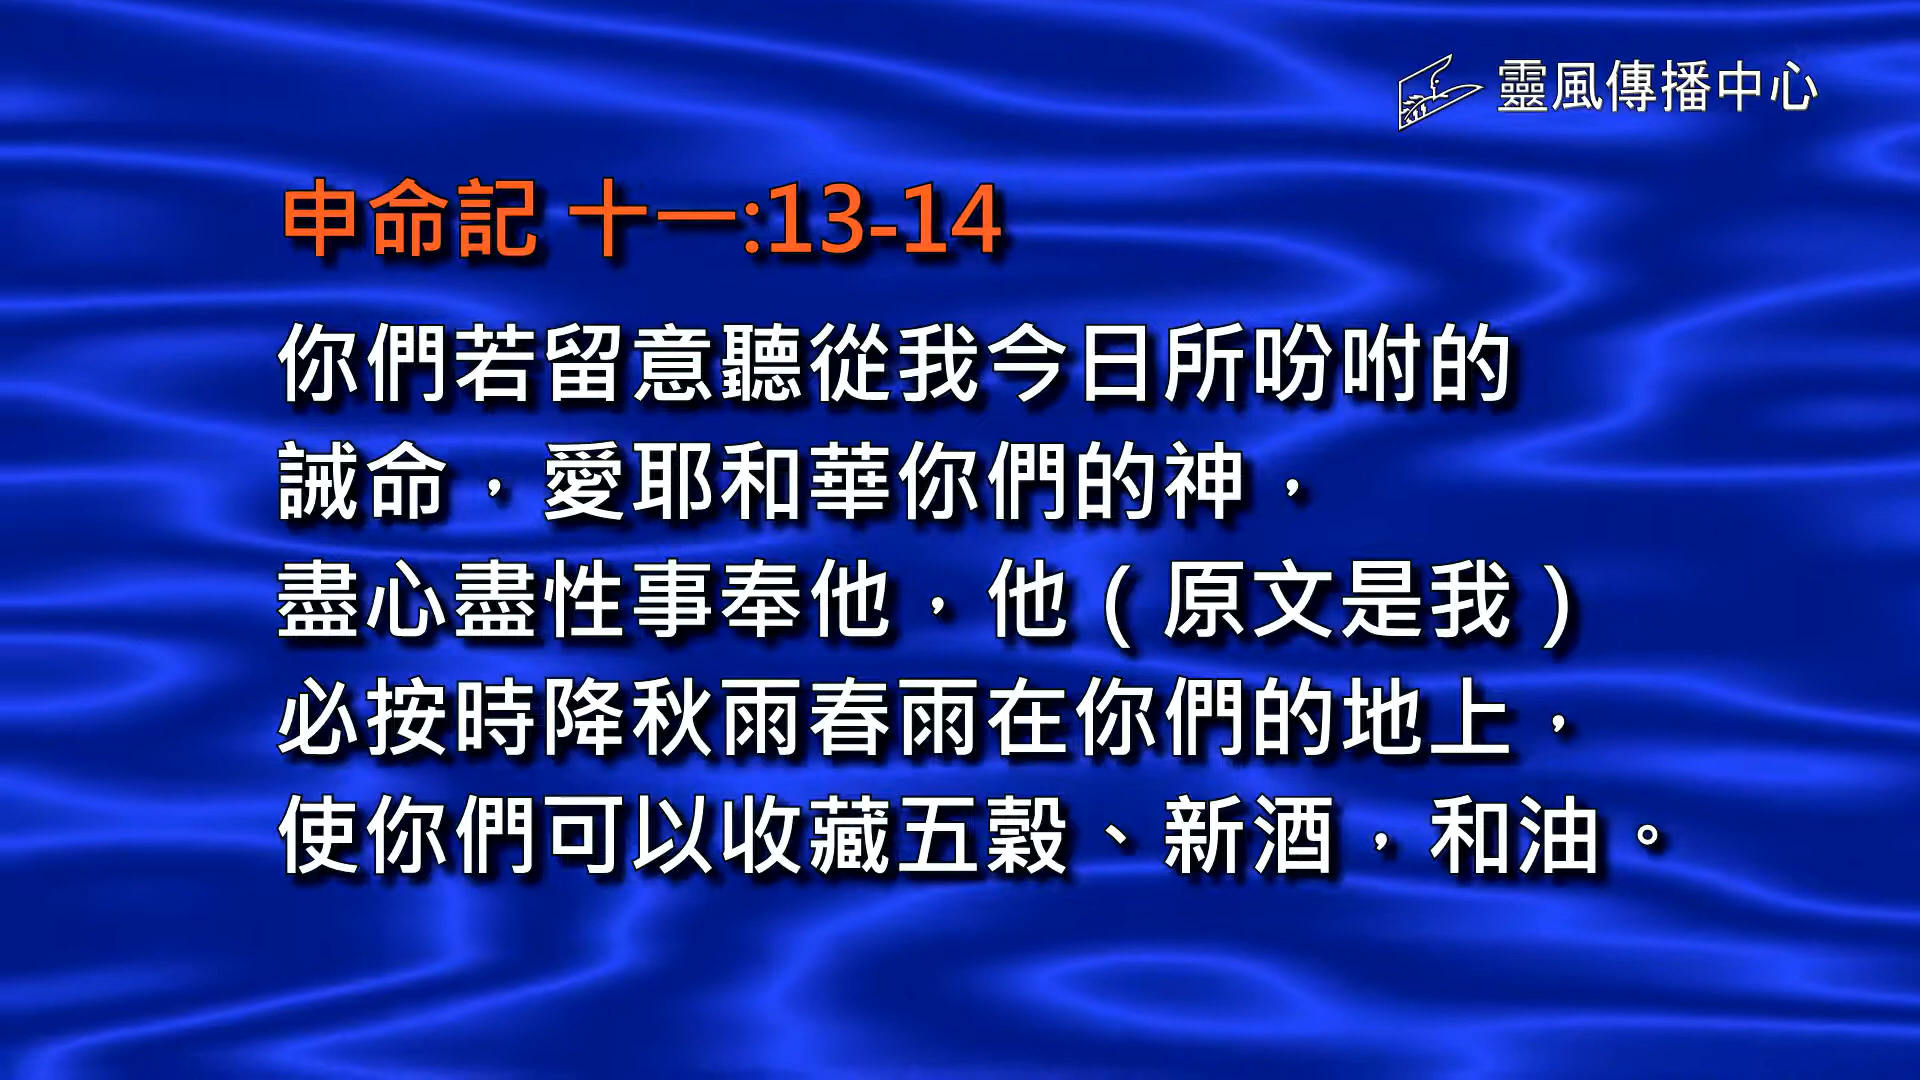 靈風傳播中心
申命記 十一:13-14
你們若留意聽從我今日所吩咐的
誡命，愛耶和華你們的神，
盡心盡性事奉他，他（原文是我）
必按時降秋雨春雨在你們的地上，
使你們可以收藏五穀、新酒，和油。